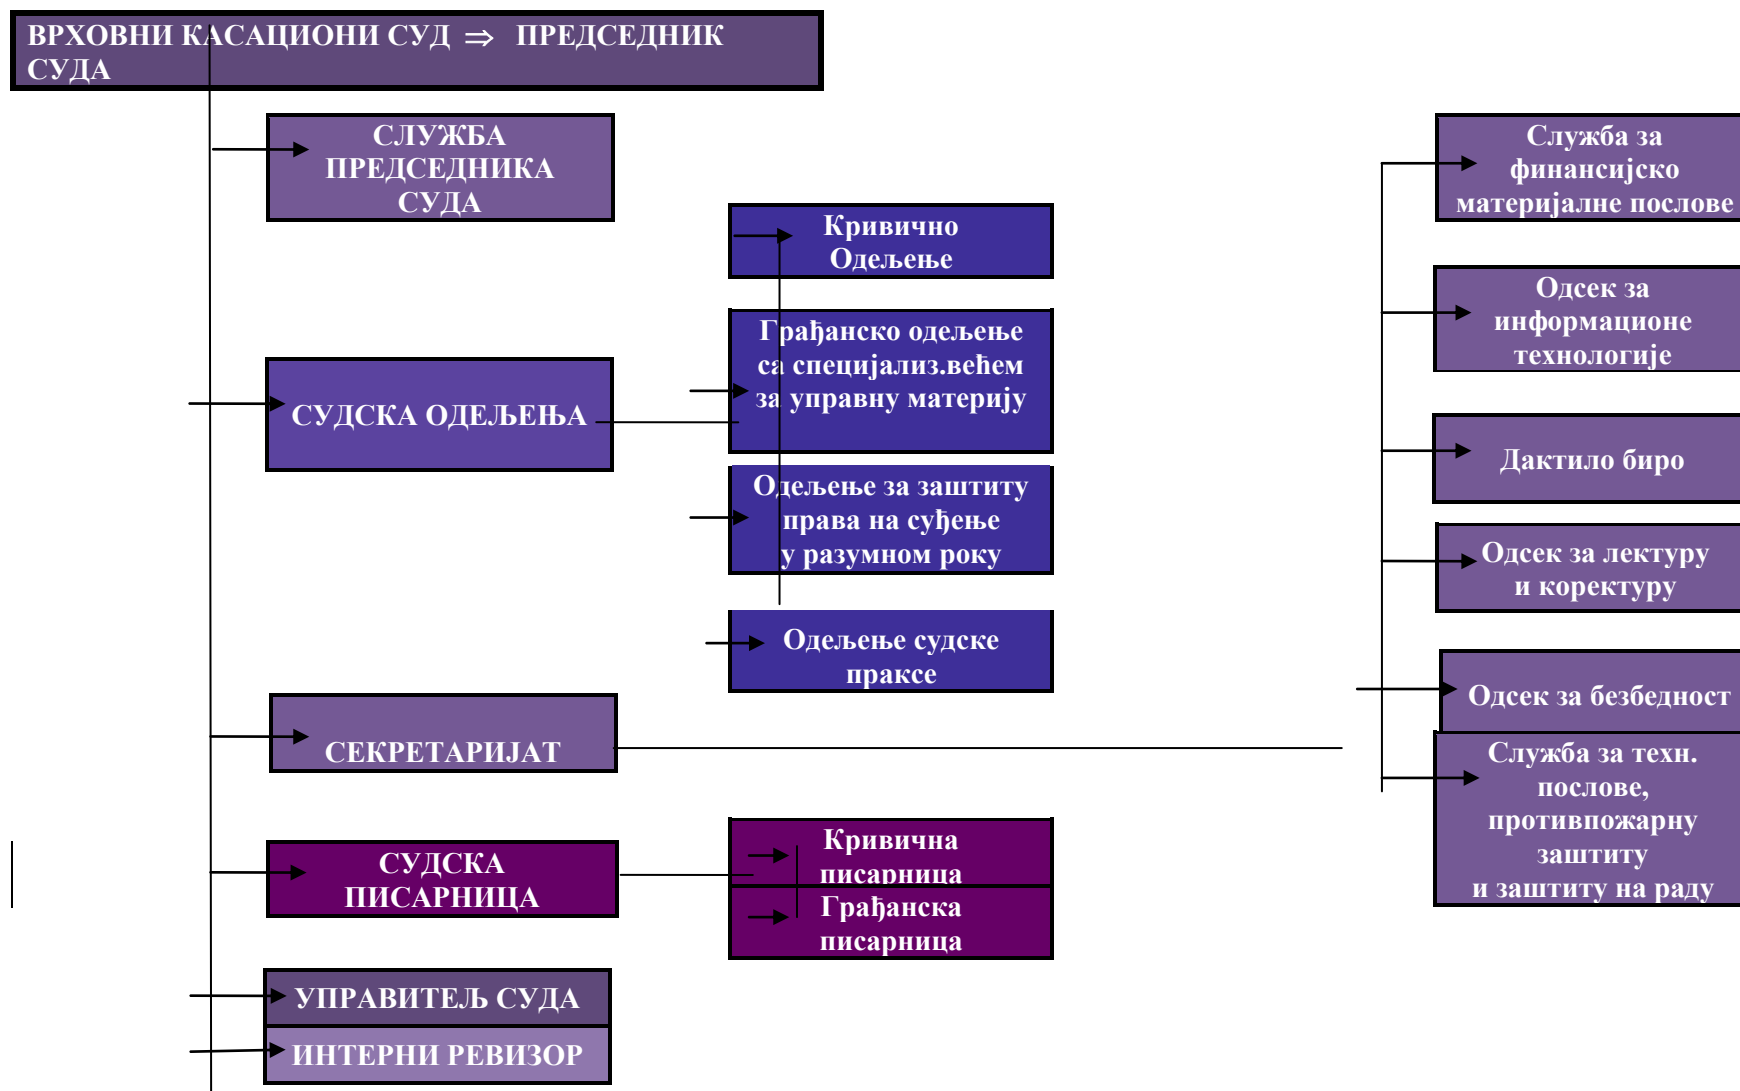 ВРХОВНИ КАСАЦИОНИ СУД ⇒ ПРЕДСЕДНИК
СУДА
СЛУЖБА
ПРЕДСЕДНИКА
СУДА
СУДСКА ОДЕЉЕЊА
Кривично
Одељење
Грађанско одељење
са специјализ.већем
за управну материју
Одељење за заштиту
права на суђење
у разумном року
Одељење судске
праксе
СЕКРЕТАРИЈАТ
Служба за
финансијско
материјалне послове
Одсек за
информационе
технологије
Дактило биро
Одсек за лектуру
и коректуру
Одсек за безбедност
Служба за техн.
послове,
противпожарну
заштиту
и заштиту на раду
СУДСКА
ПИСАРНИЦА
Кривична
писарница
Грађанска
писарница
УПРАВИТЕЉ СУДА
ИНТЕРНИ РЕВИЗОР